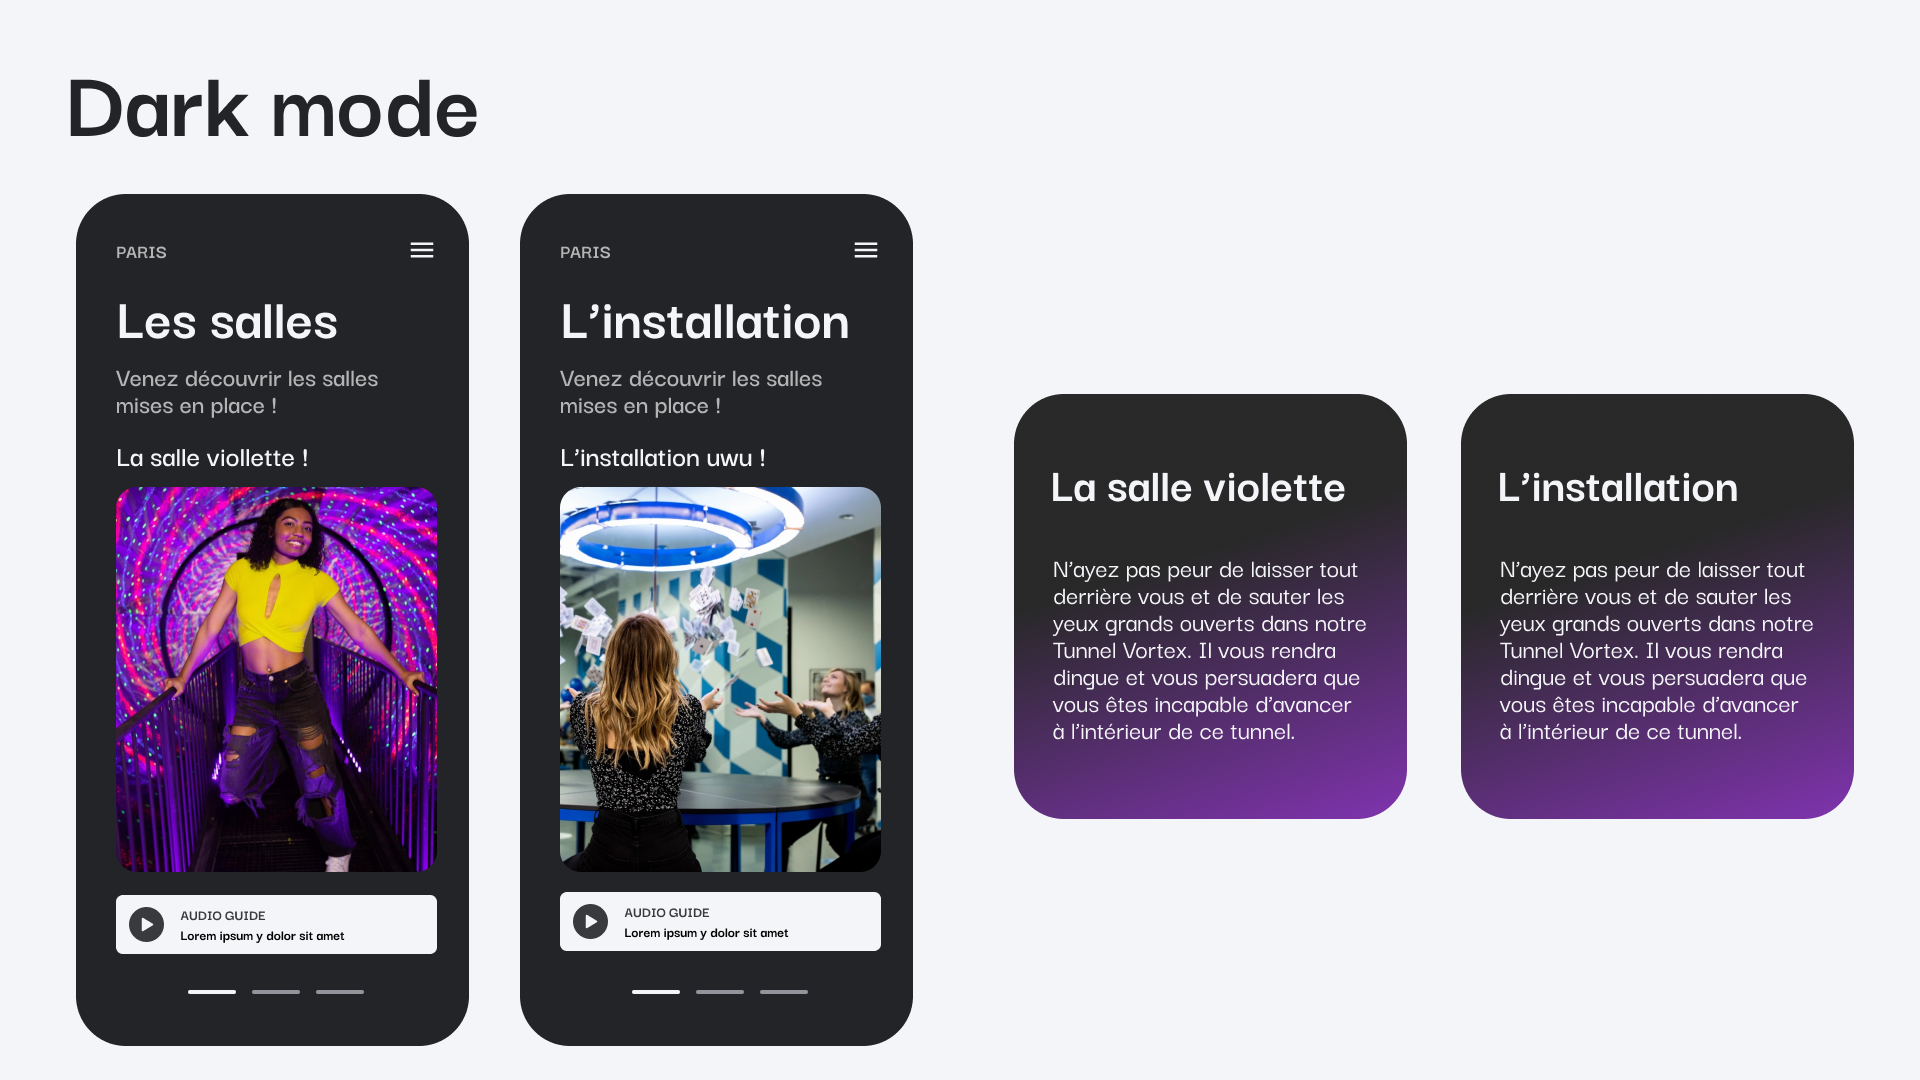 Dark mode
PARIS
Les salles
Venez découvrir les salles
mises en place !
La salle viollette !
AUDIO GUIDE
Lorem ipsum y dolor sit amet
PARIS
L’installation
Venez découvrir les salles
mises en place !
L’installation uwu !
AUDIO GUIDE
Lorem ipsum y dolor sit amet
La salle violette
N’ayez pas peur de laisser tout
derrière vous et de sauter les
yeux grands ouverts dans notre
Tunnel Vortex. Il vous rendra
dingue et vous persuadera que
vous êtes incapable d’avancer
à l’intérieur de ce tunnel.
L’installation
N’ayez pas peur de laisser tout
derrière vous et de sauter les
yeux grands ouverts dans notre
Tunnel Vortex. Il vous rendra
dingue et vous persuadera que
vous êtes incapable d’avancer
à l’intérieur de ce tunnel.